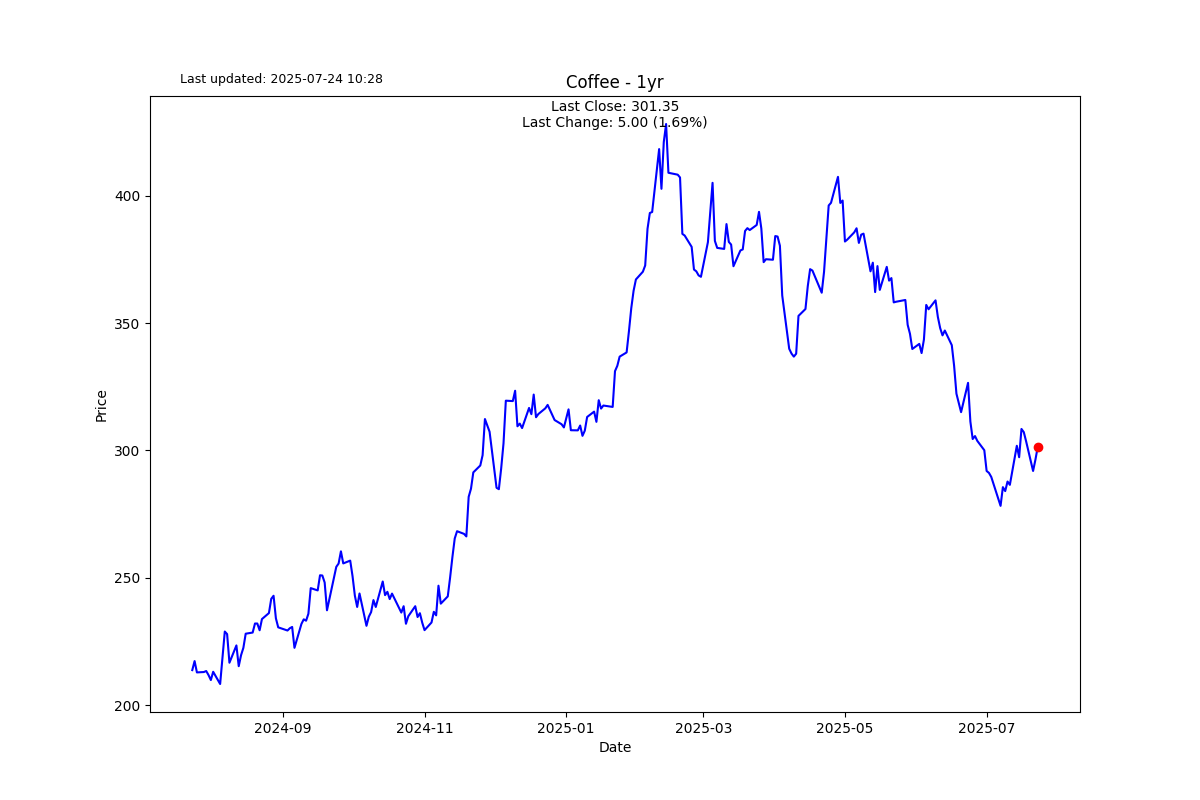 Last updated: 2025-07-24 10:28
Coffee - 1yr
Last Close: 301.35
Last Change: 5.00 (1.69%)
400
350
300
250
200
Price
2024-09
2024-11
2025-01
2025-03
2025-05
2025-07
Date